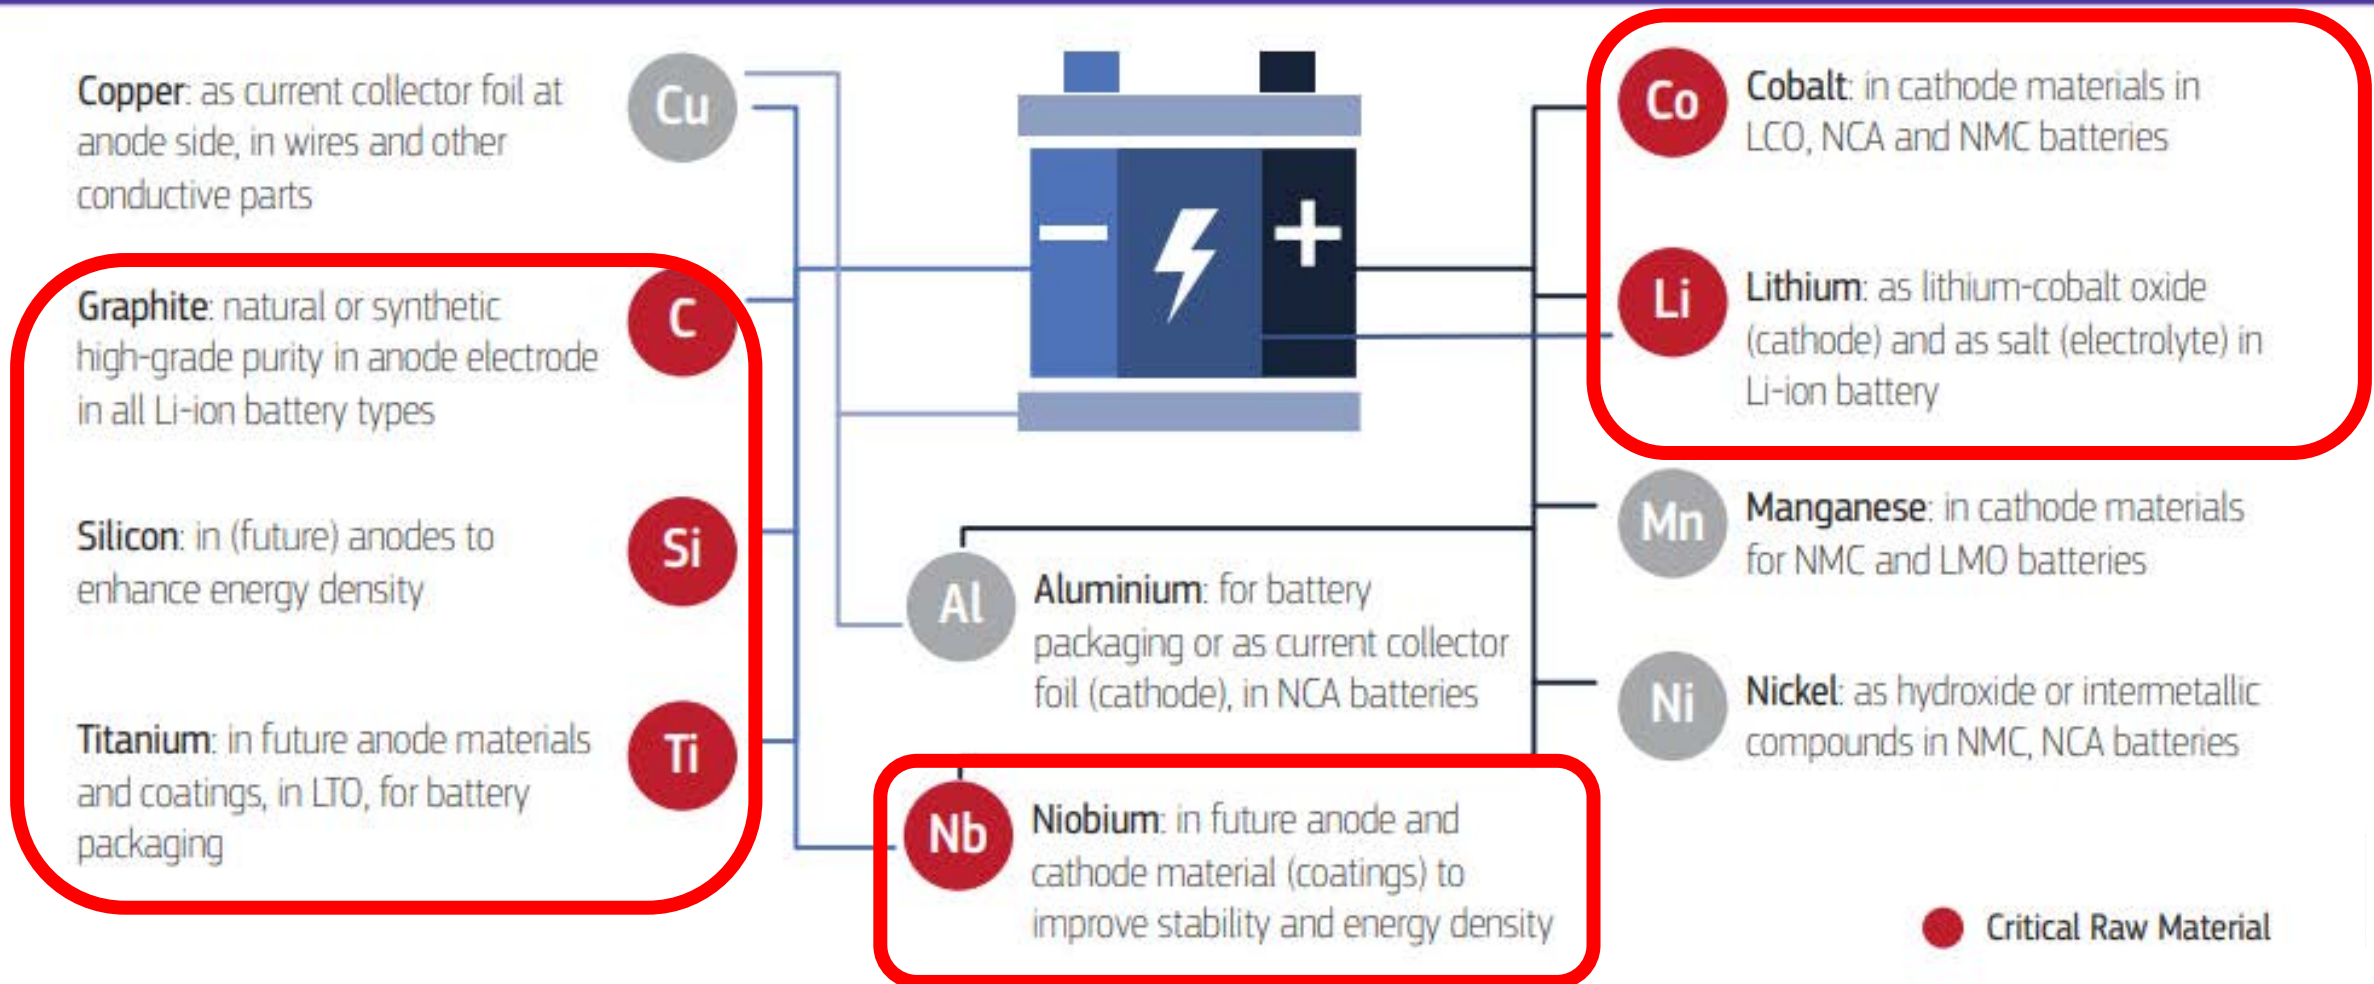 Copper: as current collector foil at
anode side, in wires and other
conductive parts
Cu
Graphite: natural or synthetic
high-grade purity in anode electrode
in all Li-ion battery types
C
Silicon: in (future) anodes to
enhance energy density
Si
Titanium: in future anode materials
and coatings, in LTO, for battery
packaging
Ti
− +
Al
Aluminium: for battery
packaging or as current collector
foil (cathode), in NCA batteries
Nb
Niobium: in future anode and
cathode material (coatings) to
improve stability and energy density
Co
Cobalt: in cathode materials in
LCO, NCA and NMC batteries
Li
Lithium: as lithium-cobalt oxide
(cathode) and as salt (electrolyte) in
Li-ion battery
Mn
Manganese: in cathode materials
for NMC and LMO batteries
Ni
Nickel: as hydroxide or intermetallic
compounds in NMC, NCA batteries
Critical Raw Material